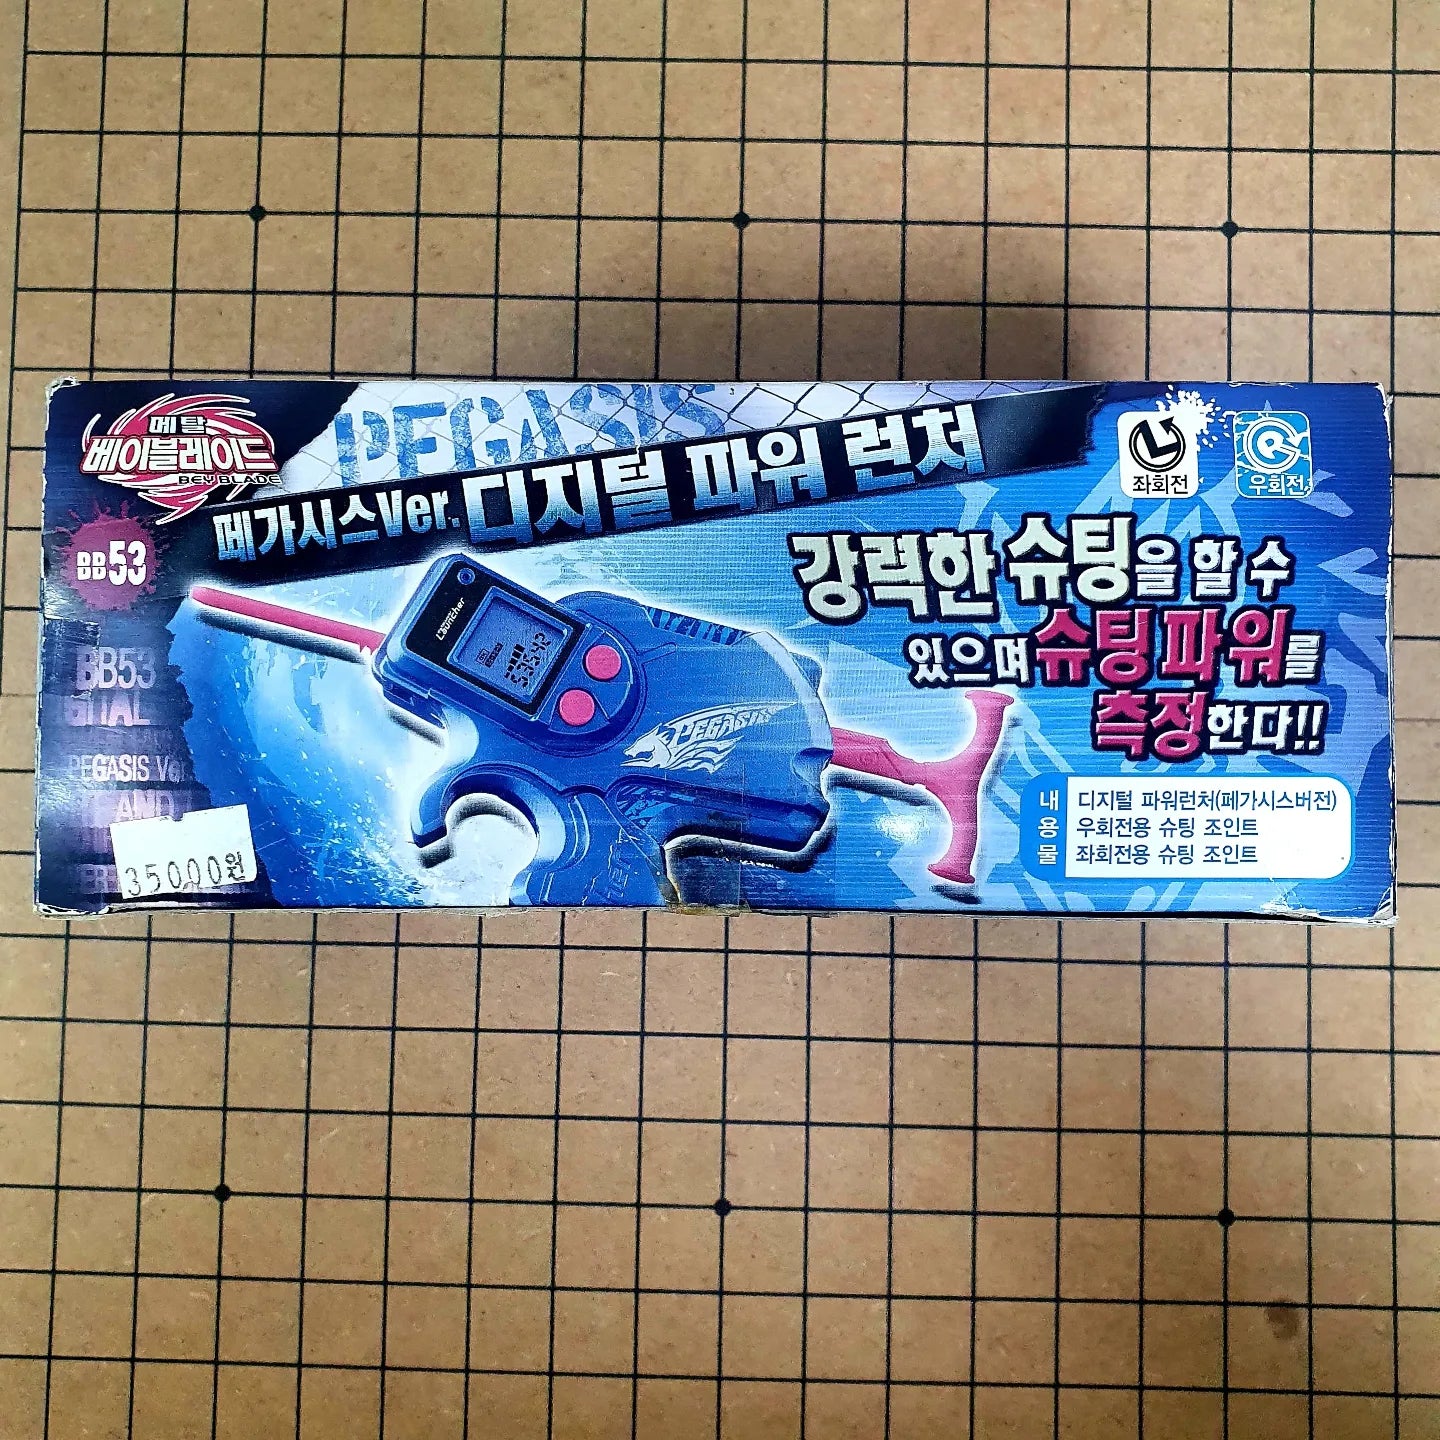 PEGASIS
메탈
베이블레이드
BEYBLADE
페가시스Ver. 디지털 파워 런처
BB53
좌회전
우회전
강력한 슈팅을 할 수
있으며 슈팅파워를
측정한다!!
Launcher
PEGASIS
BB53
GITAL
PEGASIS Ver.
AND
35000원
내용물
디지털 파워런처(페가시스버전)
우회전용 슈팅 조인트
좌회전용 슈팅 조인트